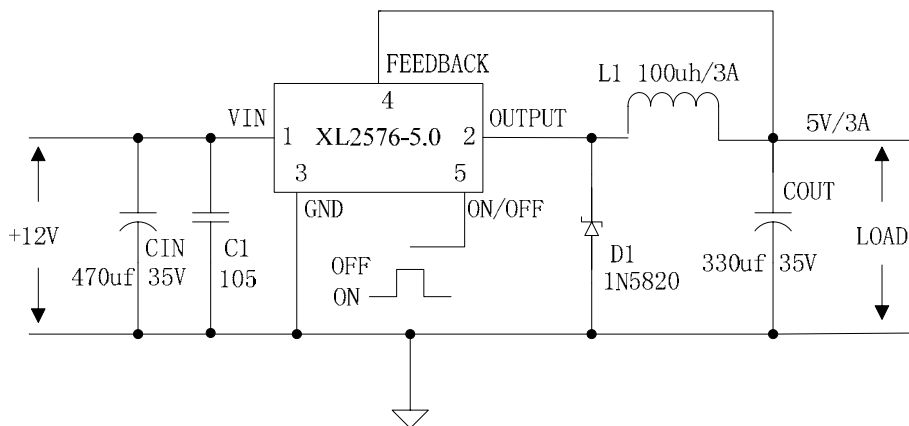 FEEDBACK
L1 100uh/3A
4
VIN
OUTPUT
5V/3A
1 XL2576-5.0 2
3 5
GND
ON/OFF
COUT
+12V
CIN
C1
OFF
D1
LOAD
470uf 35V
105
ON
1N5820
330uf 35V